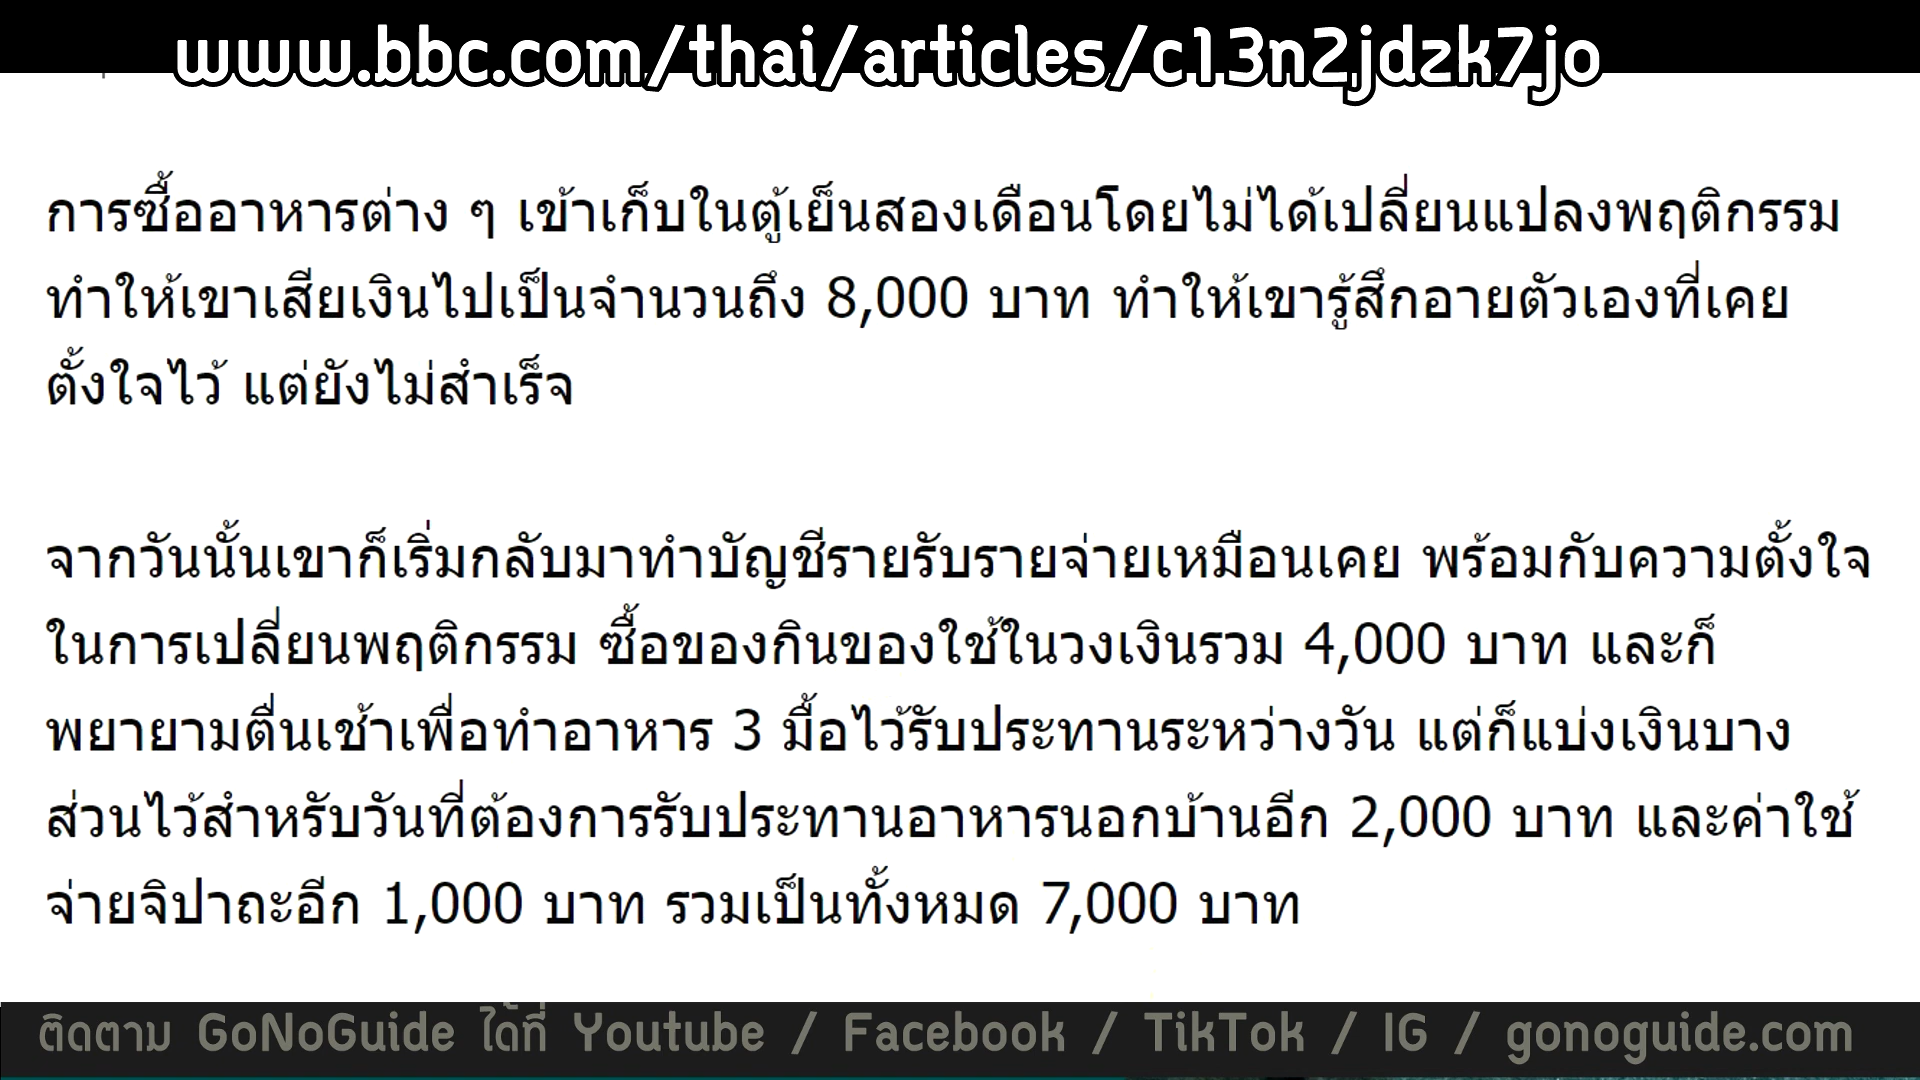 www.bbc.com/thai/articles/c13n2jdzk7jo
การซื้ออาหารต่าง ๆ เข้าเก็บในตู้เย็นสองเดือนโดยไม่ได้เปลี่ยนแปลงพฤติกรรม
ทำให้เขาเสียเงินไปเป็นจำนวนถึง 8,000 บาท ทำให้เขารู้สึกอายตัวเองที่เคย
ตั้งใจไว้ แต่ยังไม่สำเร็จ
จากวันนั้นเขาก็เริ่มกลับมาทำบัญชีรายรับรายจ่ายเหมือนเคย พร้อมกับความตั้งใจ
ในการเปลี่ยนพฤติกรรม ซื้อของกินของใช้ในวงเงินรวม 4,000 บาท และก็
พยายามตื่นเช้าเพื่อทำอาหาร 3 มื้อไว้รับประทานระหว่างวัน แต่ก็แบ่งเงินบาง
ส่วนไว้สำหรับวันที่ต้องการรับประทานอาหารนอกบ้านอีก 2,000 บาท และค่าใช้
จ่ายจิปาถะอีก 1,000 บาท รวมเป็นทั้งหมด 7,000 บาท
ติดตาม GoNoGuide ได้ที่ Youtube / Facebook / TikTok / IG / gonoguide.com